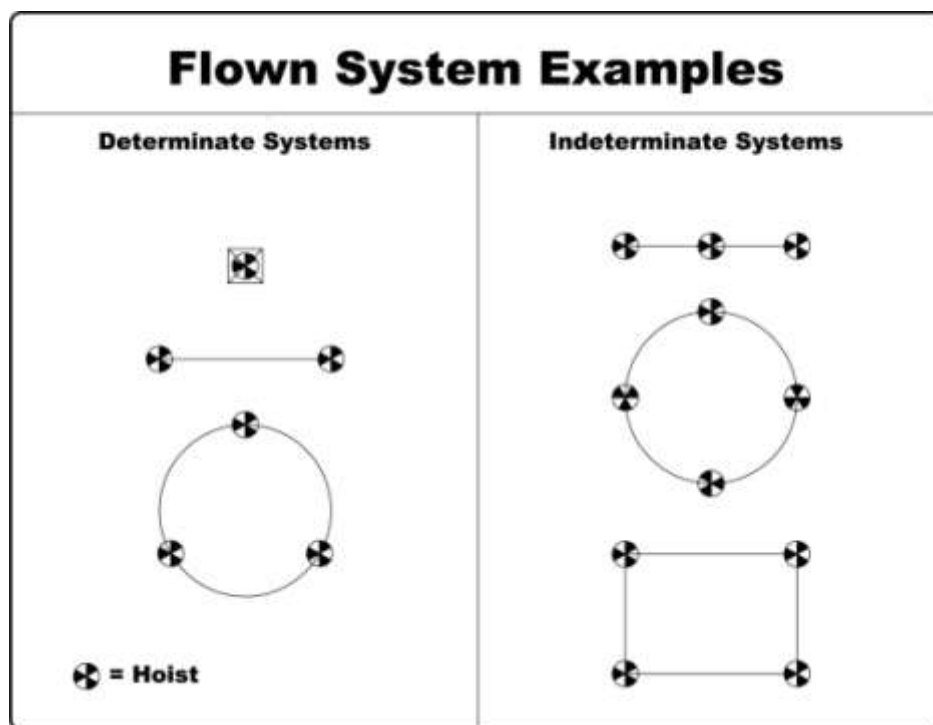 Flown System Examples
Determinate Systems
Indeterminate Systems
= Hoist